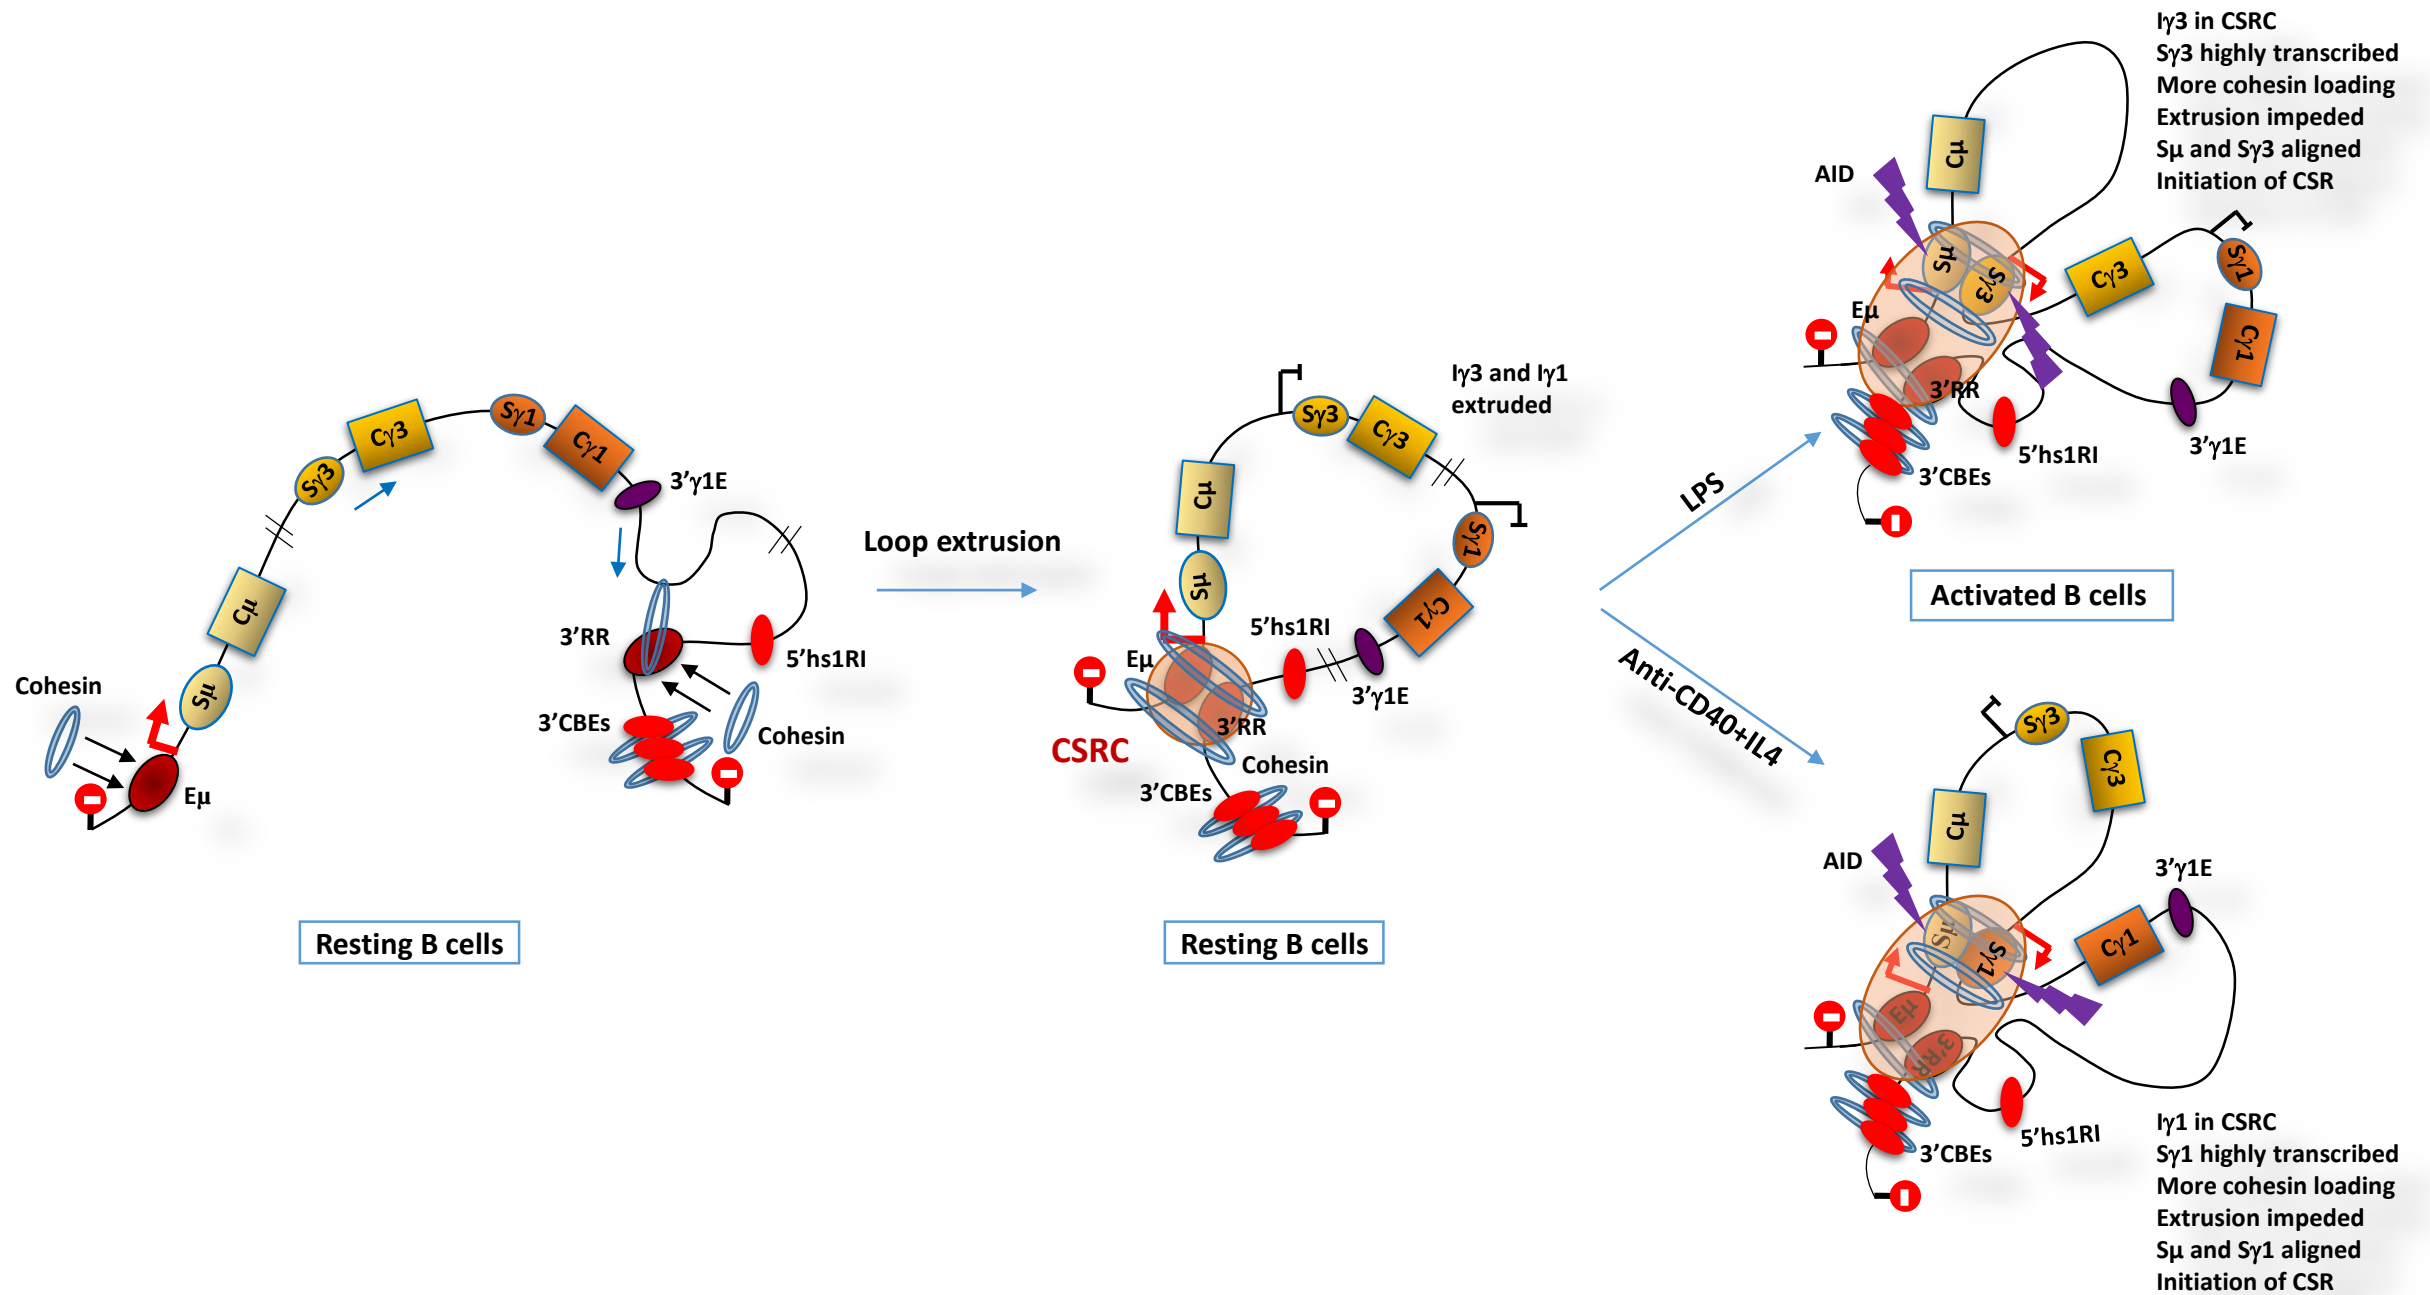 Cohesin
Eμ
Sμ
Cμ
Sγ3
Cγ3
Sγ1
Cγ1
3'γ1E
3'RR
5'hs1RI
3'CBEs
Cohesin
Resting B cells
Loop extrusion
Iγ3 and Iγ1
extruded
Sγ3
Cγ3
Cμ
Sμ
Sγ1
Cγ1
5'hs1RI
3'γ1E
Eμ
3'RR
CSRC
Cohesin
3'CBEs
Resting B cells
LPS
Anti-CD40+IL4
Iγ3 in CSRC
Sγ3 highly transcribed
More cohesin loading
Extrusion impeded
Sμ and Sγ3 aligned
Initiation of CSR
AID
Cμ
Sμ
Sγ3
Cγ3
Sγ1
Cγ1
Eμ
3'RR
5'hs1RI
3'γ1E
3'CBEs
Activated B cells
Sγ3
Cγ3
Cμ
AID
3'γ1E
Sμ
Sγ1
Cγ1
Eμ
3'RR
5'hs1RI
3'CBEs
Iγ1 in CSRC
Sγ1 highly transcribed
More cohesin loading
Extrusion impeded
Sμ and Sγ1 aligned
Initiation of CSR